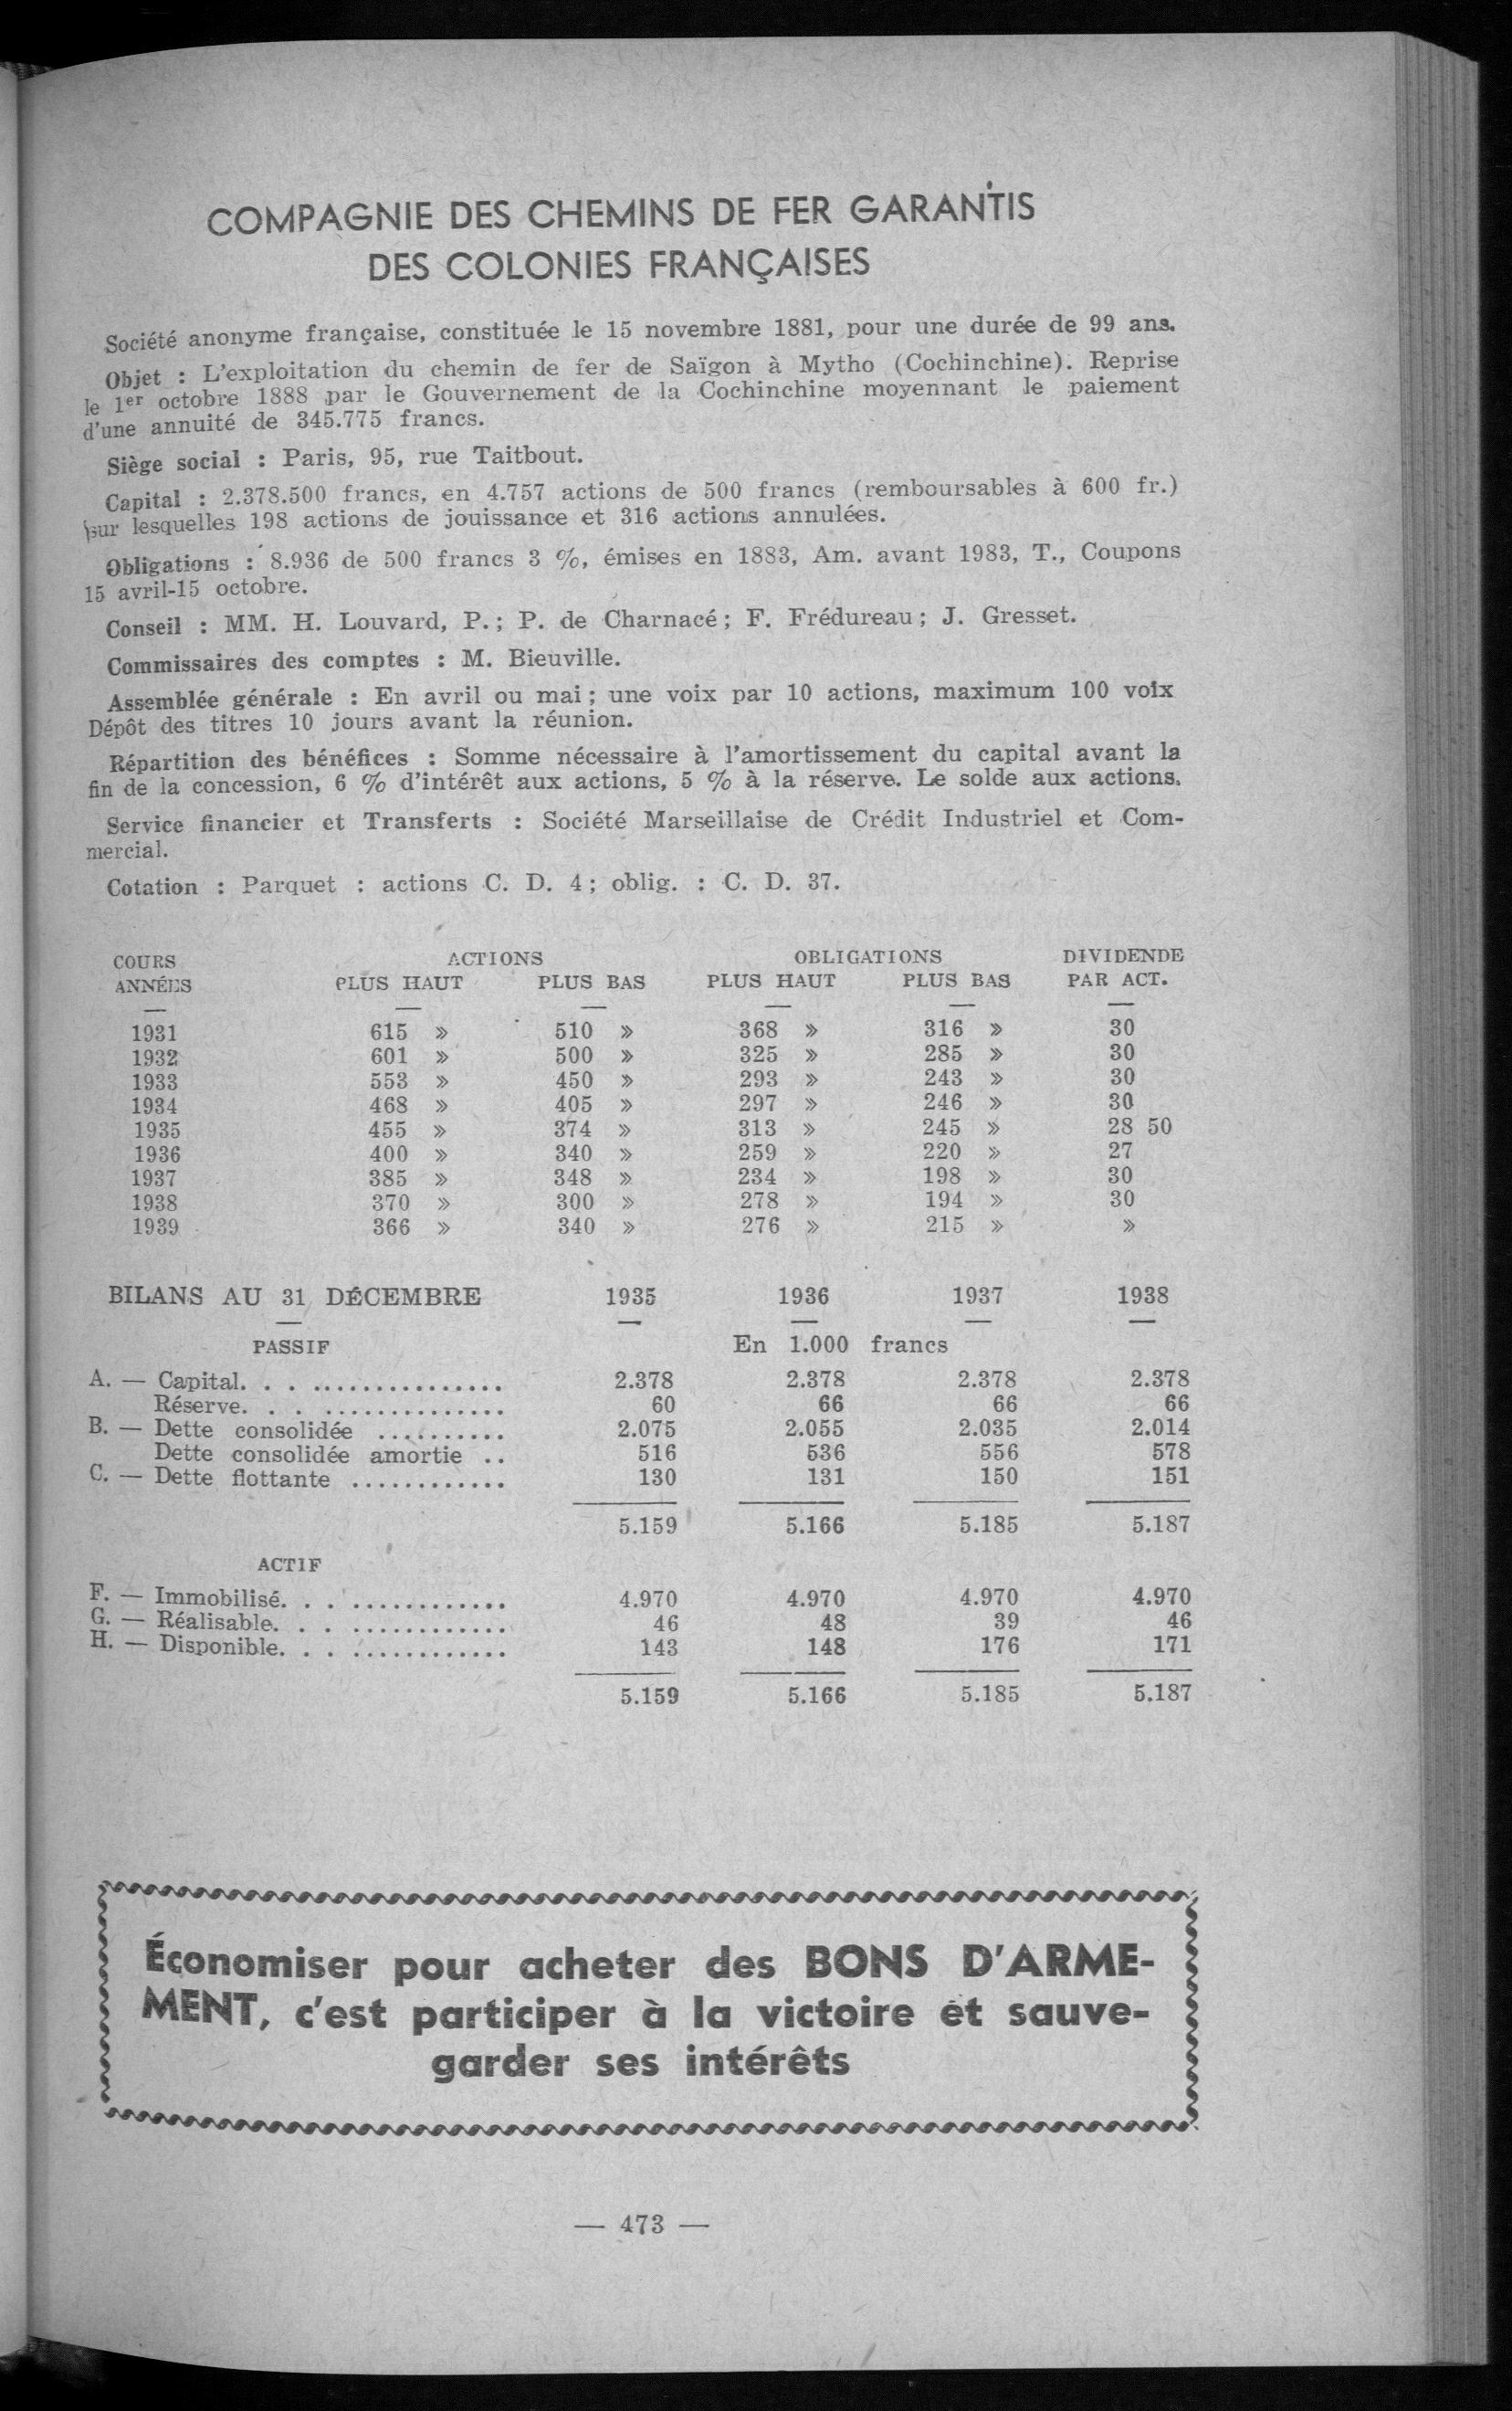 COMPAGNIE DES CHEMINS DE FER GARANTIS
DES COLONIES FRANÇAISES
Société anonyme française, constituée le 15 novembre 1881, pour une durée de 99 ans.
Objet : L'exploitation du chemin de fer de Saïgon à Mytho (Cochinchine). Reprise
le 1er octobre 1888 par le Gouvernement de la Cochinchine moyennant le paiement
d'une annuité de 345.775 francs.
Siège social : Paris, 95, rue Taitbout.
Capital : 2.378.500 francs, en 4.757 actions de 500 francs (remboursables à 600 fr.)
sur lesquelles 198 actions de jouissance et 316 actions annulées.
Obligations : 8.936 de 500 francs 3 %, émises en 1883, Am. avant 1983, T., Coupons
15 avril-15 octobre.
Conseil : MM. H. Louvard, P.; P. de Charnacé; F. Frédureau; J. Gresset.
Commissaires des comptes : M. Bieuville.
Assemblée générale : En avril ou mai; une voix par 10 actions, maximum 100 voix
Dépôt des titres 10 jours avant la réunion.
Répartition des bénéfices : Somme nécessaire à l'amortissement du capital avant la
fin de la concession, 6 % d'intérêt aux actions, 5 % à la réserve. Le solde aux actions.
Service financier et Transferts : Société Marseillaise de Crédit Industriel et Com-
mercial.
Cotation : Parquet : actions C. D. 4; oblig. : C. D. 37.
COURS ACTIONS OBLIGATIONS DIVIDENDE
ANNÉES PLUS HAUT PLUS BAS PLUS HAUT PLUS BAS PAR ACT.
1931 615 » 510 » 368 » 316 » 30
1932 601 » 500 » 325 » 285 » 30
1933 553 » 450 » 293 » 243 » 30
1934 468 » 405 » 297 » 246 » 30
1935 455 » 374 » 313 » 245 » 28 50
1936 400 » 340 » 259 » 220 » 27
1937 385 » 348 » 234 » 198 » 30
1938 370 » 300 » 278 » 194 » 30
1939 366 » 340 » 276 » 215 » »
BILANS AU 31 DÉCEMBRE 1935 1936 1937 1938
PASSIF En 1.000 francs
A. — Capital. . . ................ 2.378 2.378 2.378 2.378
Réserve. . . ............... 60 66 66 66
B. — Dette consolidée .......... 2.075 2.055 2.035 2.014
Dette consolidée amortie .. 516 536 556 578
C. — Dette flottante ............ 130 131 150 151
5.159 5.166 5.185 5.187
ACTIF
F. — Immobilisé. . . ............ 4.970 4.970 4.970 4.970
G. — Réalisable. . . ............ 46 48 39 46
H. — Disponible. . . ............ 143 148 176 171
5.159 5.166 5.185 5.187
Économiser pour acheter des BONS D'ARME-
MENT, c'est participer à la victoire et sauve-
garder ses intérêts
— 473 —